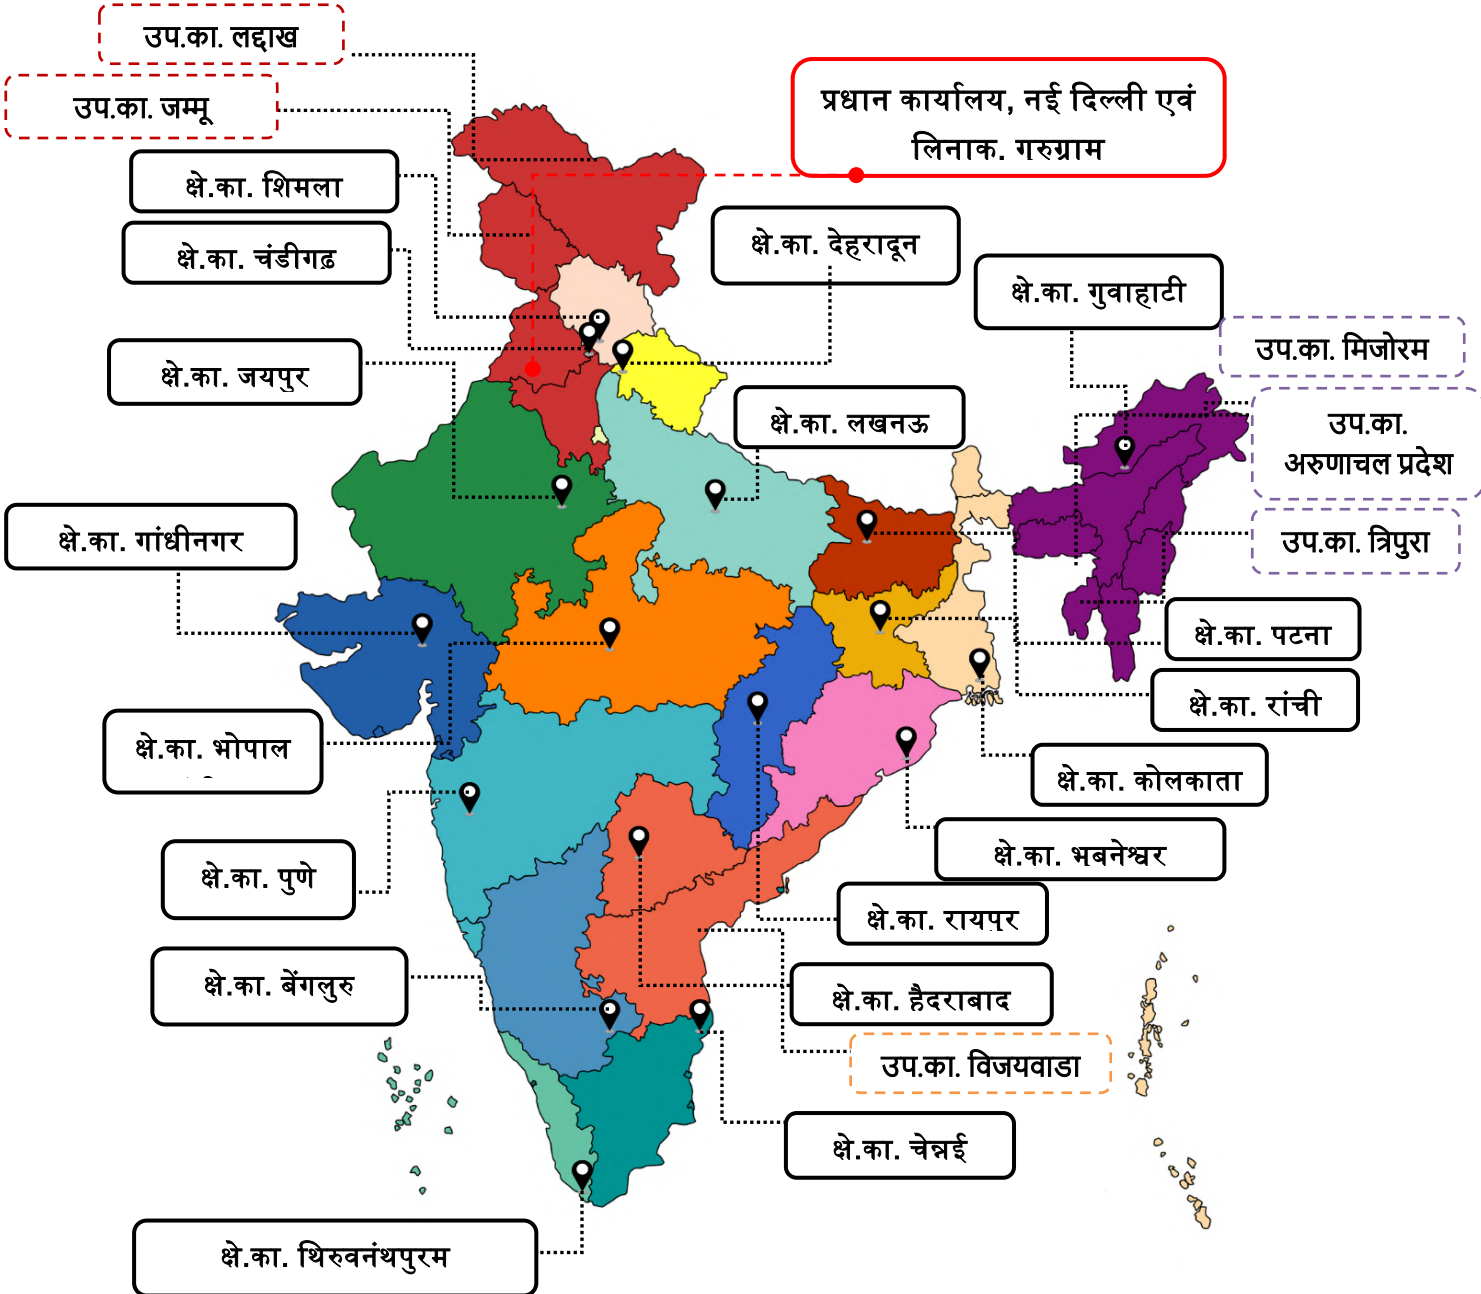 उप.का. लद्दाख
उप.का. जम्मू
प्रधान कार्यालय, नई दिल्ली एवं
लिनाक. गरुग्राम
क्षे.का. शिमला
क्षे.का. चंडीगढ़
क्षे.का. देहरादून
क्षे.का. गुवाहाटी
उप.का. मिजोरम
क्षे.का. जयपुर
क्षे.का. लखनऊ
उप.का.
अरुणाचल प्रदेश
क्षे.का. गांधीनगर
उप.का. त्रिपुरा
क्षे.का. पटना
क्षे.का. रांची
क्षे.का. भोपाल
क्षे.का. कोलकाता
क्षे.का. भुबनेश्वर
क्षे.का. पुणे
क्षे.का. रायपुर
क्षे.का. बेंगलुरु
क्षे.का. हैदराबाद
उप.का. विजयवाडा
क्षे.का. चेन्नई
क्षे.का. थिरुवनंथपुरम